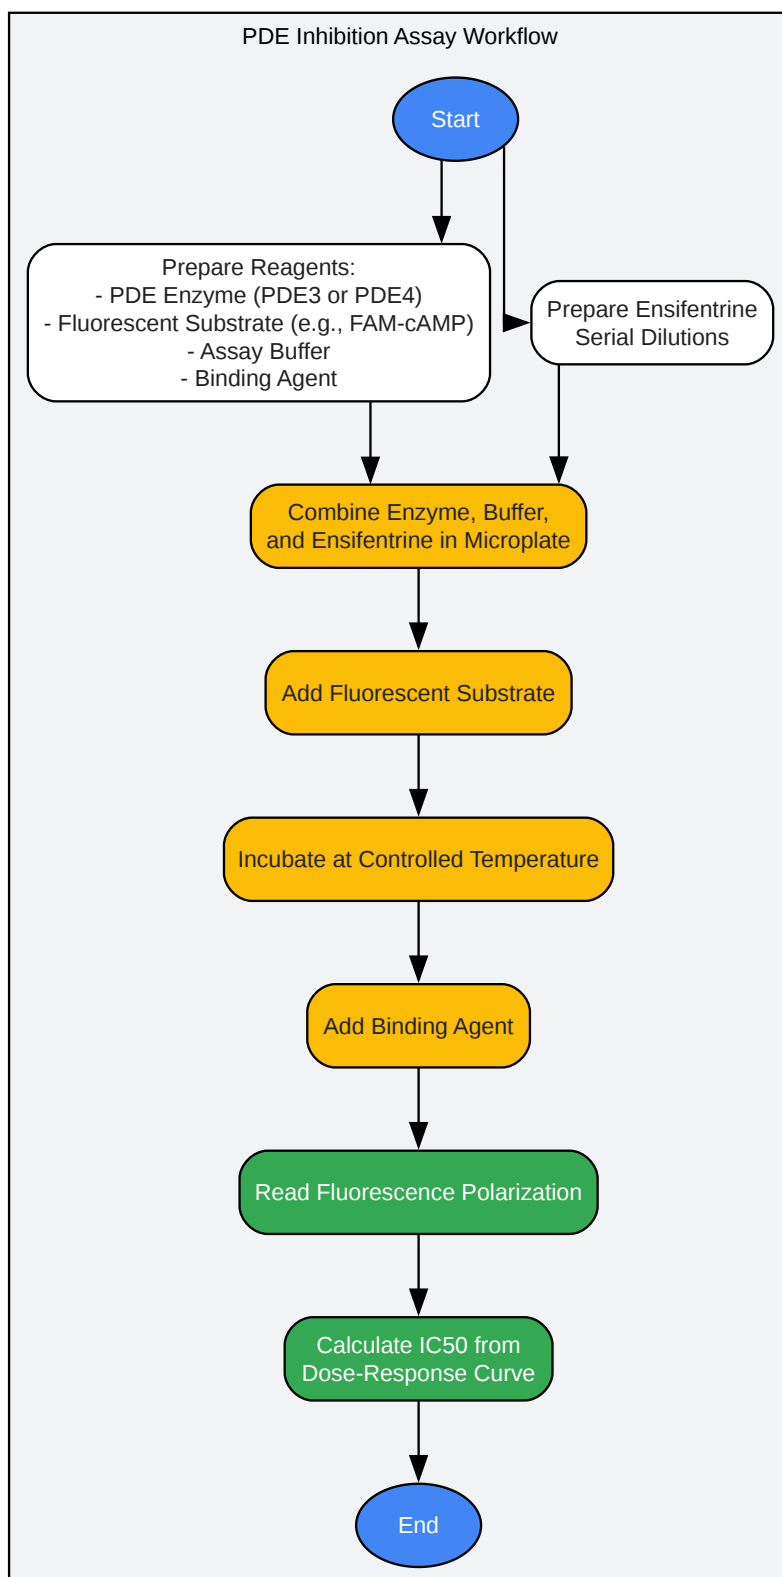 PDE Inhibition Assay Workflow
Start
Prepare Reagents:
- PDE Enzyme (PDE3 or PDE4)
- Fluorescent Substrate (e.g., FAM-cAMP)
- Assay Buffer
- Binding Agent
Prepare Ensifentrine
Serial Dilutions
Combine Enzyme, Buffer,
and Ensifentrine in Microplate
Add Fluorescent Substrate
Incubate at Controlled Temperature
Add Binding Agent
Read Fluorescence Polarization
Calculate IC50 from
Dose-Response Curve
End